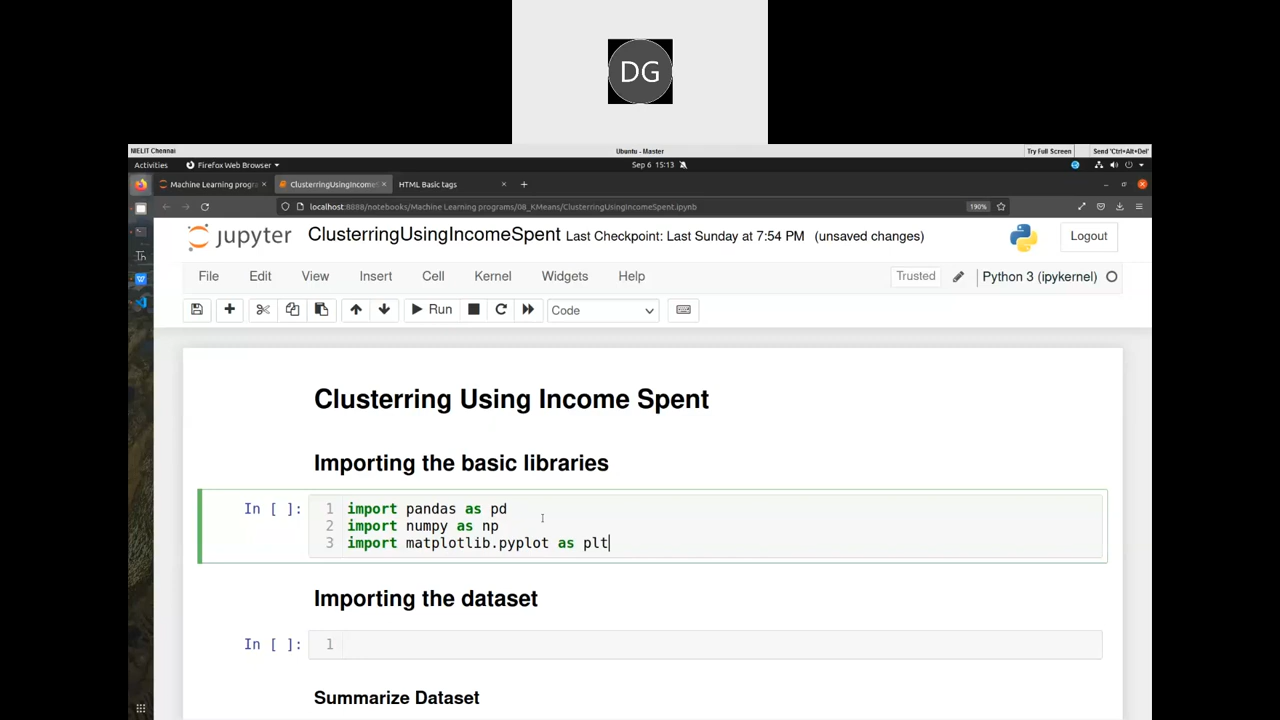 DG
NIELIT Chennai Ubuntu - Master Try Full Screen Send 'Ctrl+Alt+Del'
Activities Firefox Web Browser Sep 6 15:13
Machine Learning progra ClusterringUsingIncomeS HTML Basic tags
localhost:8888/notebooks/Machine Learning programs/08_KMeans/ClusterringUsingIncomeSpent.ipynb 190%
jupyter ClusterringUsingIncomeSpent Last Checkpoint: Last Sunday at 7:54 PM (unsaved changes) Logout
File Edit View Insert Cell Kernel Widgets Help Trusted Python 3 (ipykernel)
Run Code
Clusterring Using Income Spent
Importing the basic libraries
In [ ]: 1 import pandas as pd
2 import numpy as np
3 import matplotlib.pyplot as plt
Importing the dataset
In [ ]: 1
Summarize Dataset